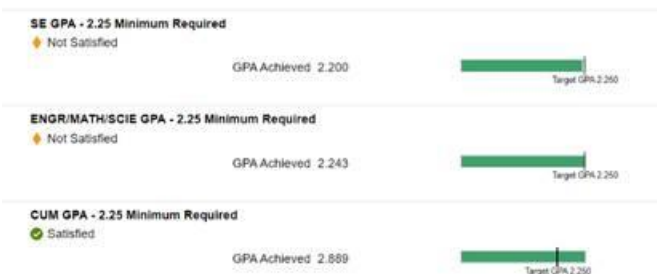 SE GPA - 2.25 Minimum Required
Not Satisfied
GPA Achieved 2.200
Target GPA 2.250
ENGR/MATH/SCIE GPA - 2.25 Minimum Required
Not Satisfied
GPA Achieved 2.243
Target GPA 2.250
CUM GPA - 2.25 Minimum Required
Satisfied
GPA Achieved 2.889
Target GPA 2.250